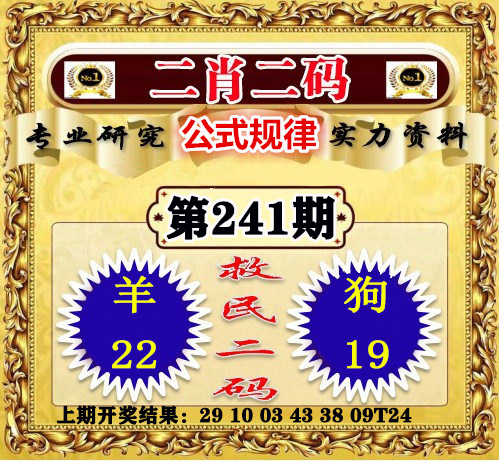 No.1 二肖二码 No.1
专业研究 公式规律 实力资料
第241期
羊 22
救民二码
狗 19
上期开奖结果：29 10 03 43 38 09T24